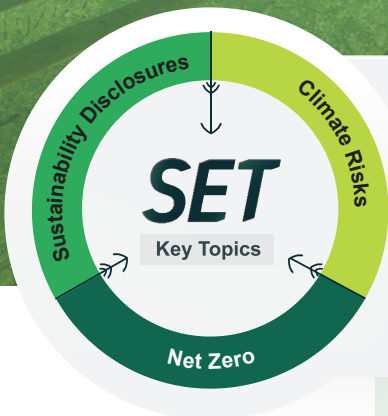 Sustainability Disclosures
Climate Risks
SET
Key Topics
Net Zero